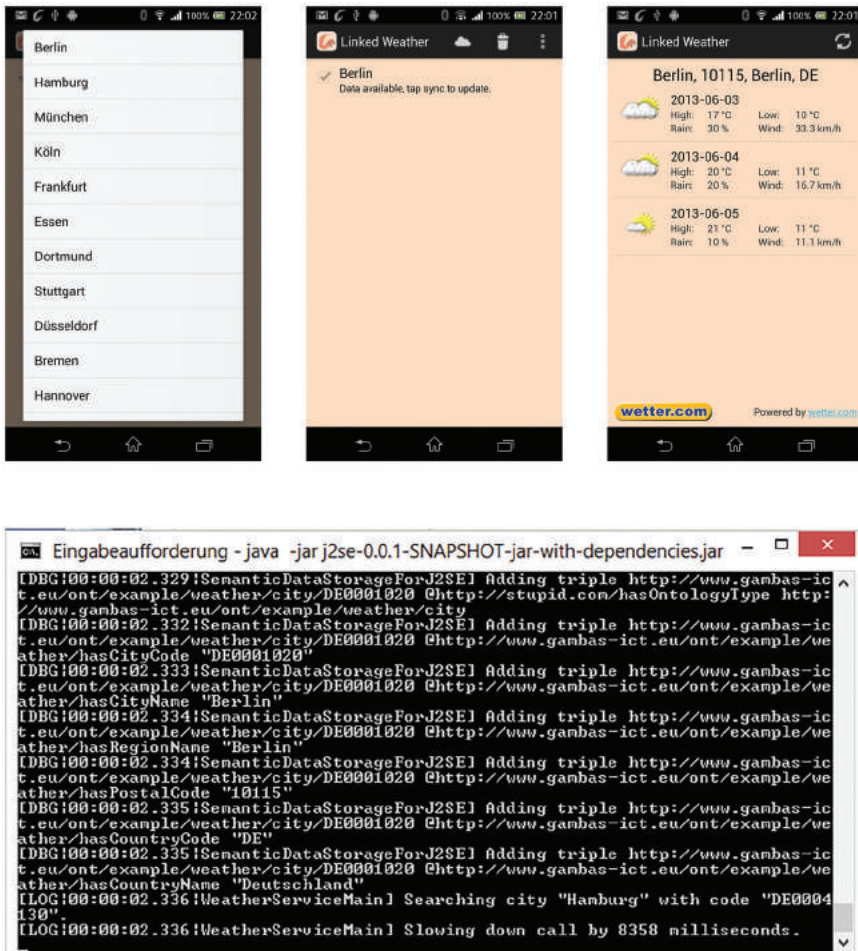 100% 22:02
Berlin
Hamburg
München
Köln
Frankfurt
Essen
Dortmund
Stuttgart
Düsseldorf
Bremen
Hannover
100% 22:01
Linked Weather
Berlin
Data available, tap sync to update.
100% 22:01
Linked Weather
Berlin, 10115, Berlin, DE
2013-06-03
High: 17 °C Low: 10 °C
Rain: 30 % Wind: 33.3 km/h
2013-06-04
High: 20 °C Low: 11 °C
Rain: 20 % Wind: 16.7 km/h
2013-06-05
High: 21 °C Low: 11 °C
Rain: 10 % Wind: 11.1 km/h
wetter.com Powered by wetter.com
Eingabeaufforderung - java -jar j2se-0.0.1-SNAPSHOT-jar-with-dependencies.jar
[DBG|00:00:02.329|SemanticDataStorageForJ2SE] Adding triple http://www.gambas-ic
t.eu/ont/example/weather/city/DE0001020 @http://stupid.com/hasOntologyType http:
//www.gambas-ict.eu/ont/example/weather/city
[DBG|00:00:02.332|SemanticDataStorageForJ2SE] Adding triple http://www.gambas-ic
t.eu/ont/example/weather/city/DE0001020 @http://www.gambas-ict.eu/ont/example/we
ather/hasCityCode "DE0001020"
[DBG|00:00:02.333|SemanticDataStorageForJ2SE] Adding triple http://www.gambas-ic
t.eu/ont/example/weather/city/DE0001020 @http://www.gambas-ict.eu/ont/example/we
ather/hasCityName "Berlin"
[DBG|00:00:02.334|SemanticDataStorageForJ2SE] Adding triple http://www.gambas-ic
t.eu/ont/example/weather/city/DE0001020 @http://www.gambas-ict.eu/ont/example/we
ather/hasRegionName "Berlin"
[DBG|00:00:02.334|SemanticDataStorageForJ2SE] Adding triple http://www.gambas-ic
t.eu/ont/example/weather/city/DE0001020 @http://www.gambas-ict.eu/ont/example/we
ather/hasPostalCode "10115"
[DBG|00:00:02.335|SemanticDataStorageForJ2SE] Adding triple http://www.gambas-ic
t.eu/ont/example/weather/city/DE0001020 @http://www.gambas-ict.eu/ont/example/we
ather/hasCountryCode "DE"
[DBG|00:00:02.335|SemanticDataStorageForJ2SE] Adding triple http://www.gambas-ic
t.eu/ont/example/weather/city/DE0001020 @http://www.gambas-ict.eu/ont/example/we
ather/hasCountryName "Deutschland"
[LOG|00:00:02.336|WeatherServiceMain] Searching city "Hamburg" with code "DE0004
130".
[LOG|00:00:02.336|WeatherServiceMain] Slowing down call by 8358 milliseconds.